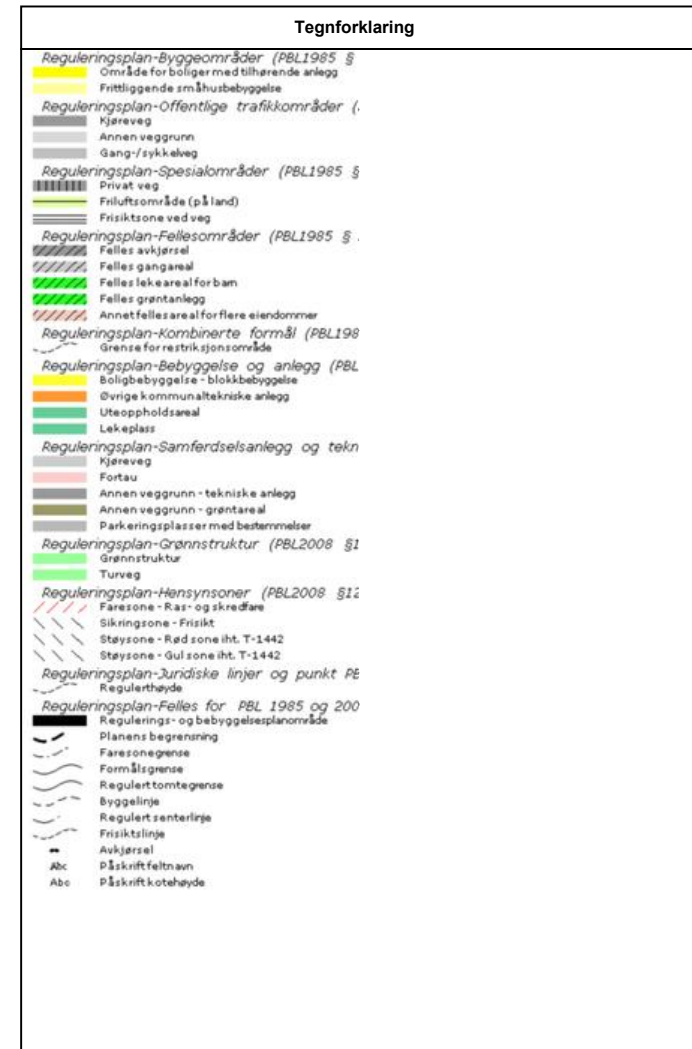 Tegnforklaring
Reguleringsplan-Byggeområder (PBL1985 §
Område for boliger med tilhørende anlegg
Frittliggende småhusbebyggelse
Reguleringsplan-Offentlige trafikkområder (.
Kjøreveg
Annen veggrunn
Gang-/sykkelveg
Reguleringsplan-Spesialområder (PBL1985 §
Privat veg
Friluftsområde (på land)
Frisiktsone ved veg
Reguleringsplan-Fellesområder (PBL1985 § .
Felles avkjørsel
Felles gangareal
Felles lekeareal for barn
Felles grøntanlegg
Annet fellesareal for flere eiendommer
Reguleringsplan-Kombinerte formål (PBL198
Grense for restriksjonsområde
Reguleringsplan-Bebyggelse og anlegg (PBL
Boligbebyggelse - blokkbebyggelse
Øvrige kommunaltekniske anlegg
Uteoppholdsareal
Lekeplass
Reguleringsplan-Samferdselsanlegg og tekn
Kjøreveg
Fortau
Annen veggrunn - tekniske anlegg
Annen veggrunn - grøntareal
Parkeringsplasser med bestemmelser
Reguleringsplan-Grønnstruktur (PBL2008 §1
Grønnstruktur
Turveg
Reguleringsplan-Hensynsoner (PBL2008 §12
Faresone - Ras- og skredfare
Sikringsone - Frisikt
Støysone - Rød sone iht. T-1442
Støysone - Gul sone iht. T-1442
Reguleringsplan-Juridiske linjer og punkt PB
Regulerthøyde
Reguleringsplan-Felles for PBL 1985 og 200
Regulerings- og bebyggelsesplanområde
Planens begrensning
Faresonegrense
Formålsgrense
Regulert tomtegrense
Byggelinje
Regulert senterlinje
Frisiktslinje
Avkjørsel
Abc Påskrift feltnavn
Abc Påskrift kotehøyde